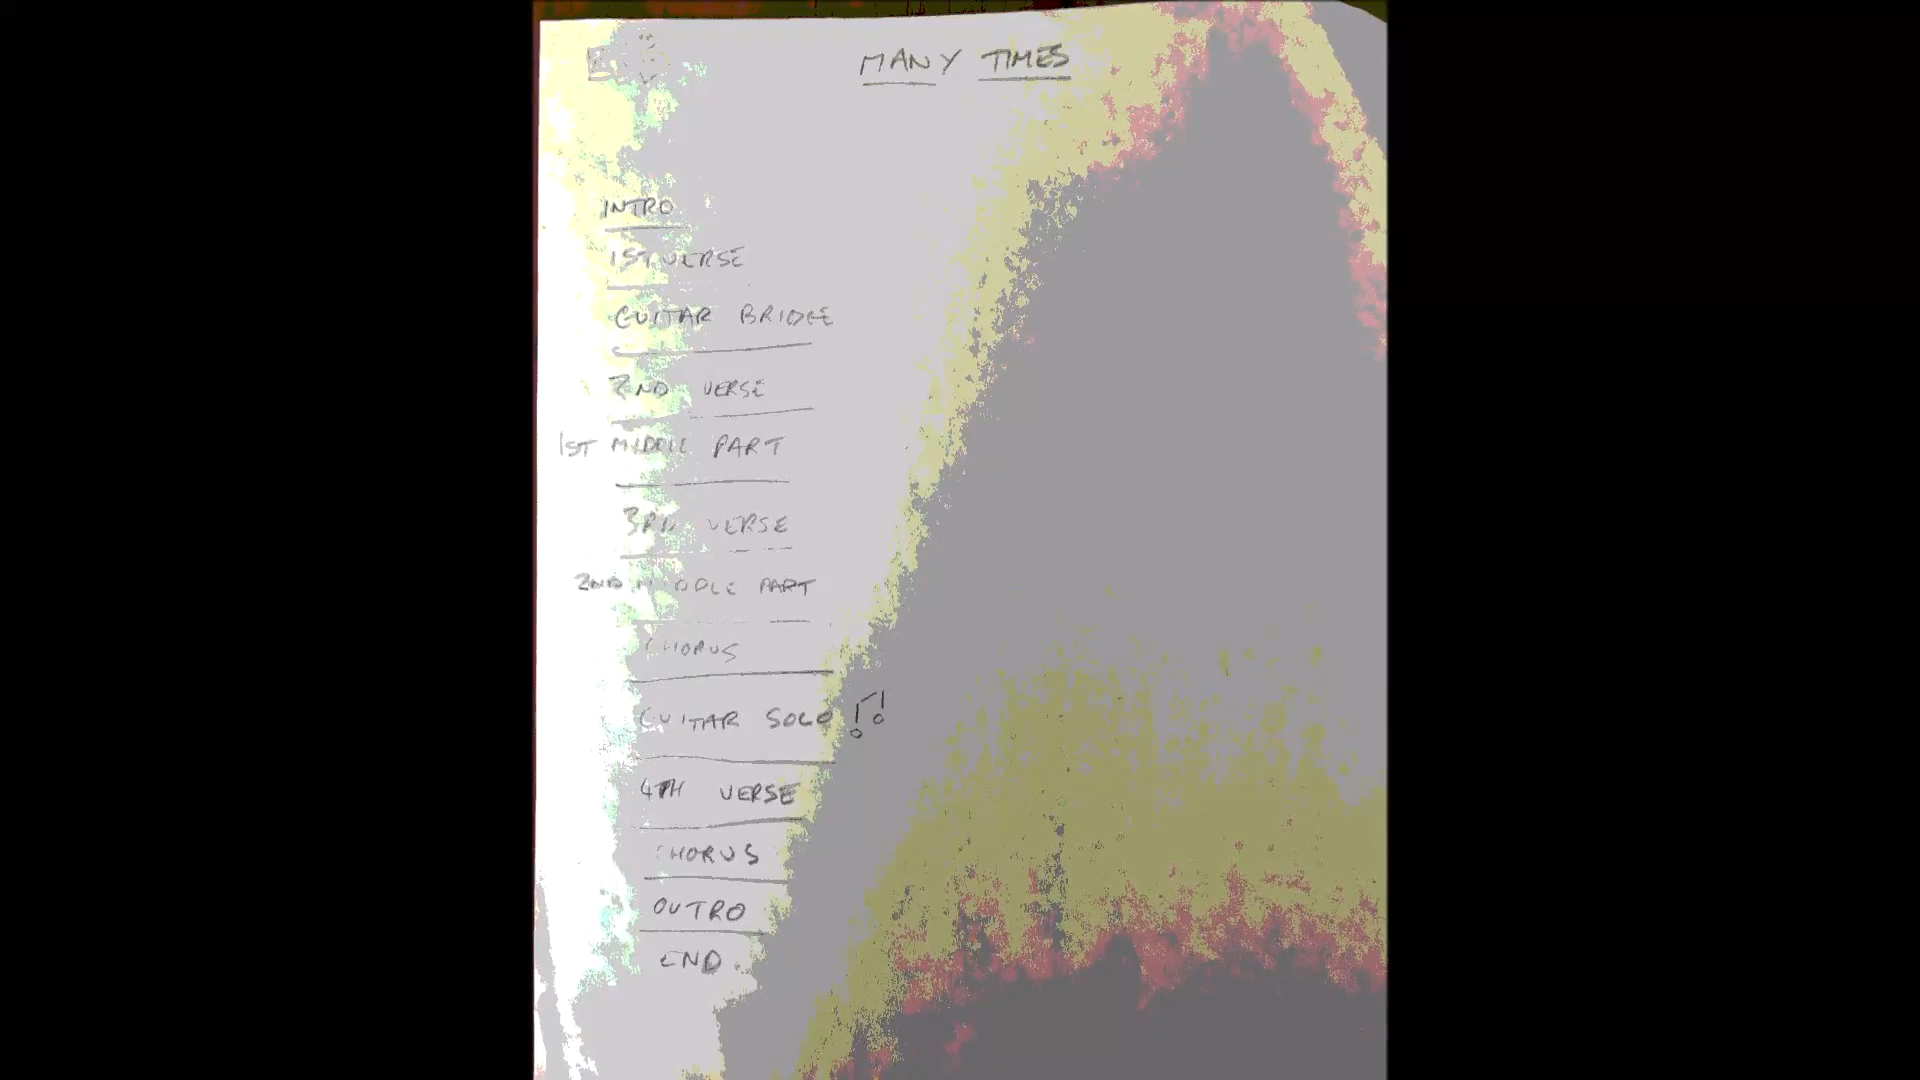 MANY TIMES
INTRO
1ST VERSE
GUITAR BRIDGE
2ND VERSE
1ST MIDDLE PART
3RD VERSE
2ND MIDDLE PART
CHORUS
GUITAR SOLO
4TH VERSE
CHORUS
OUTRO
END.